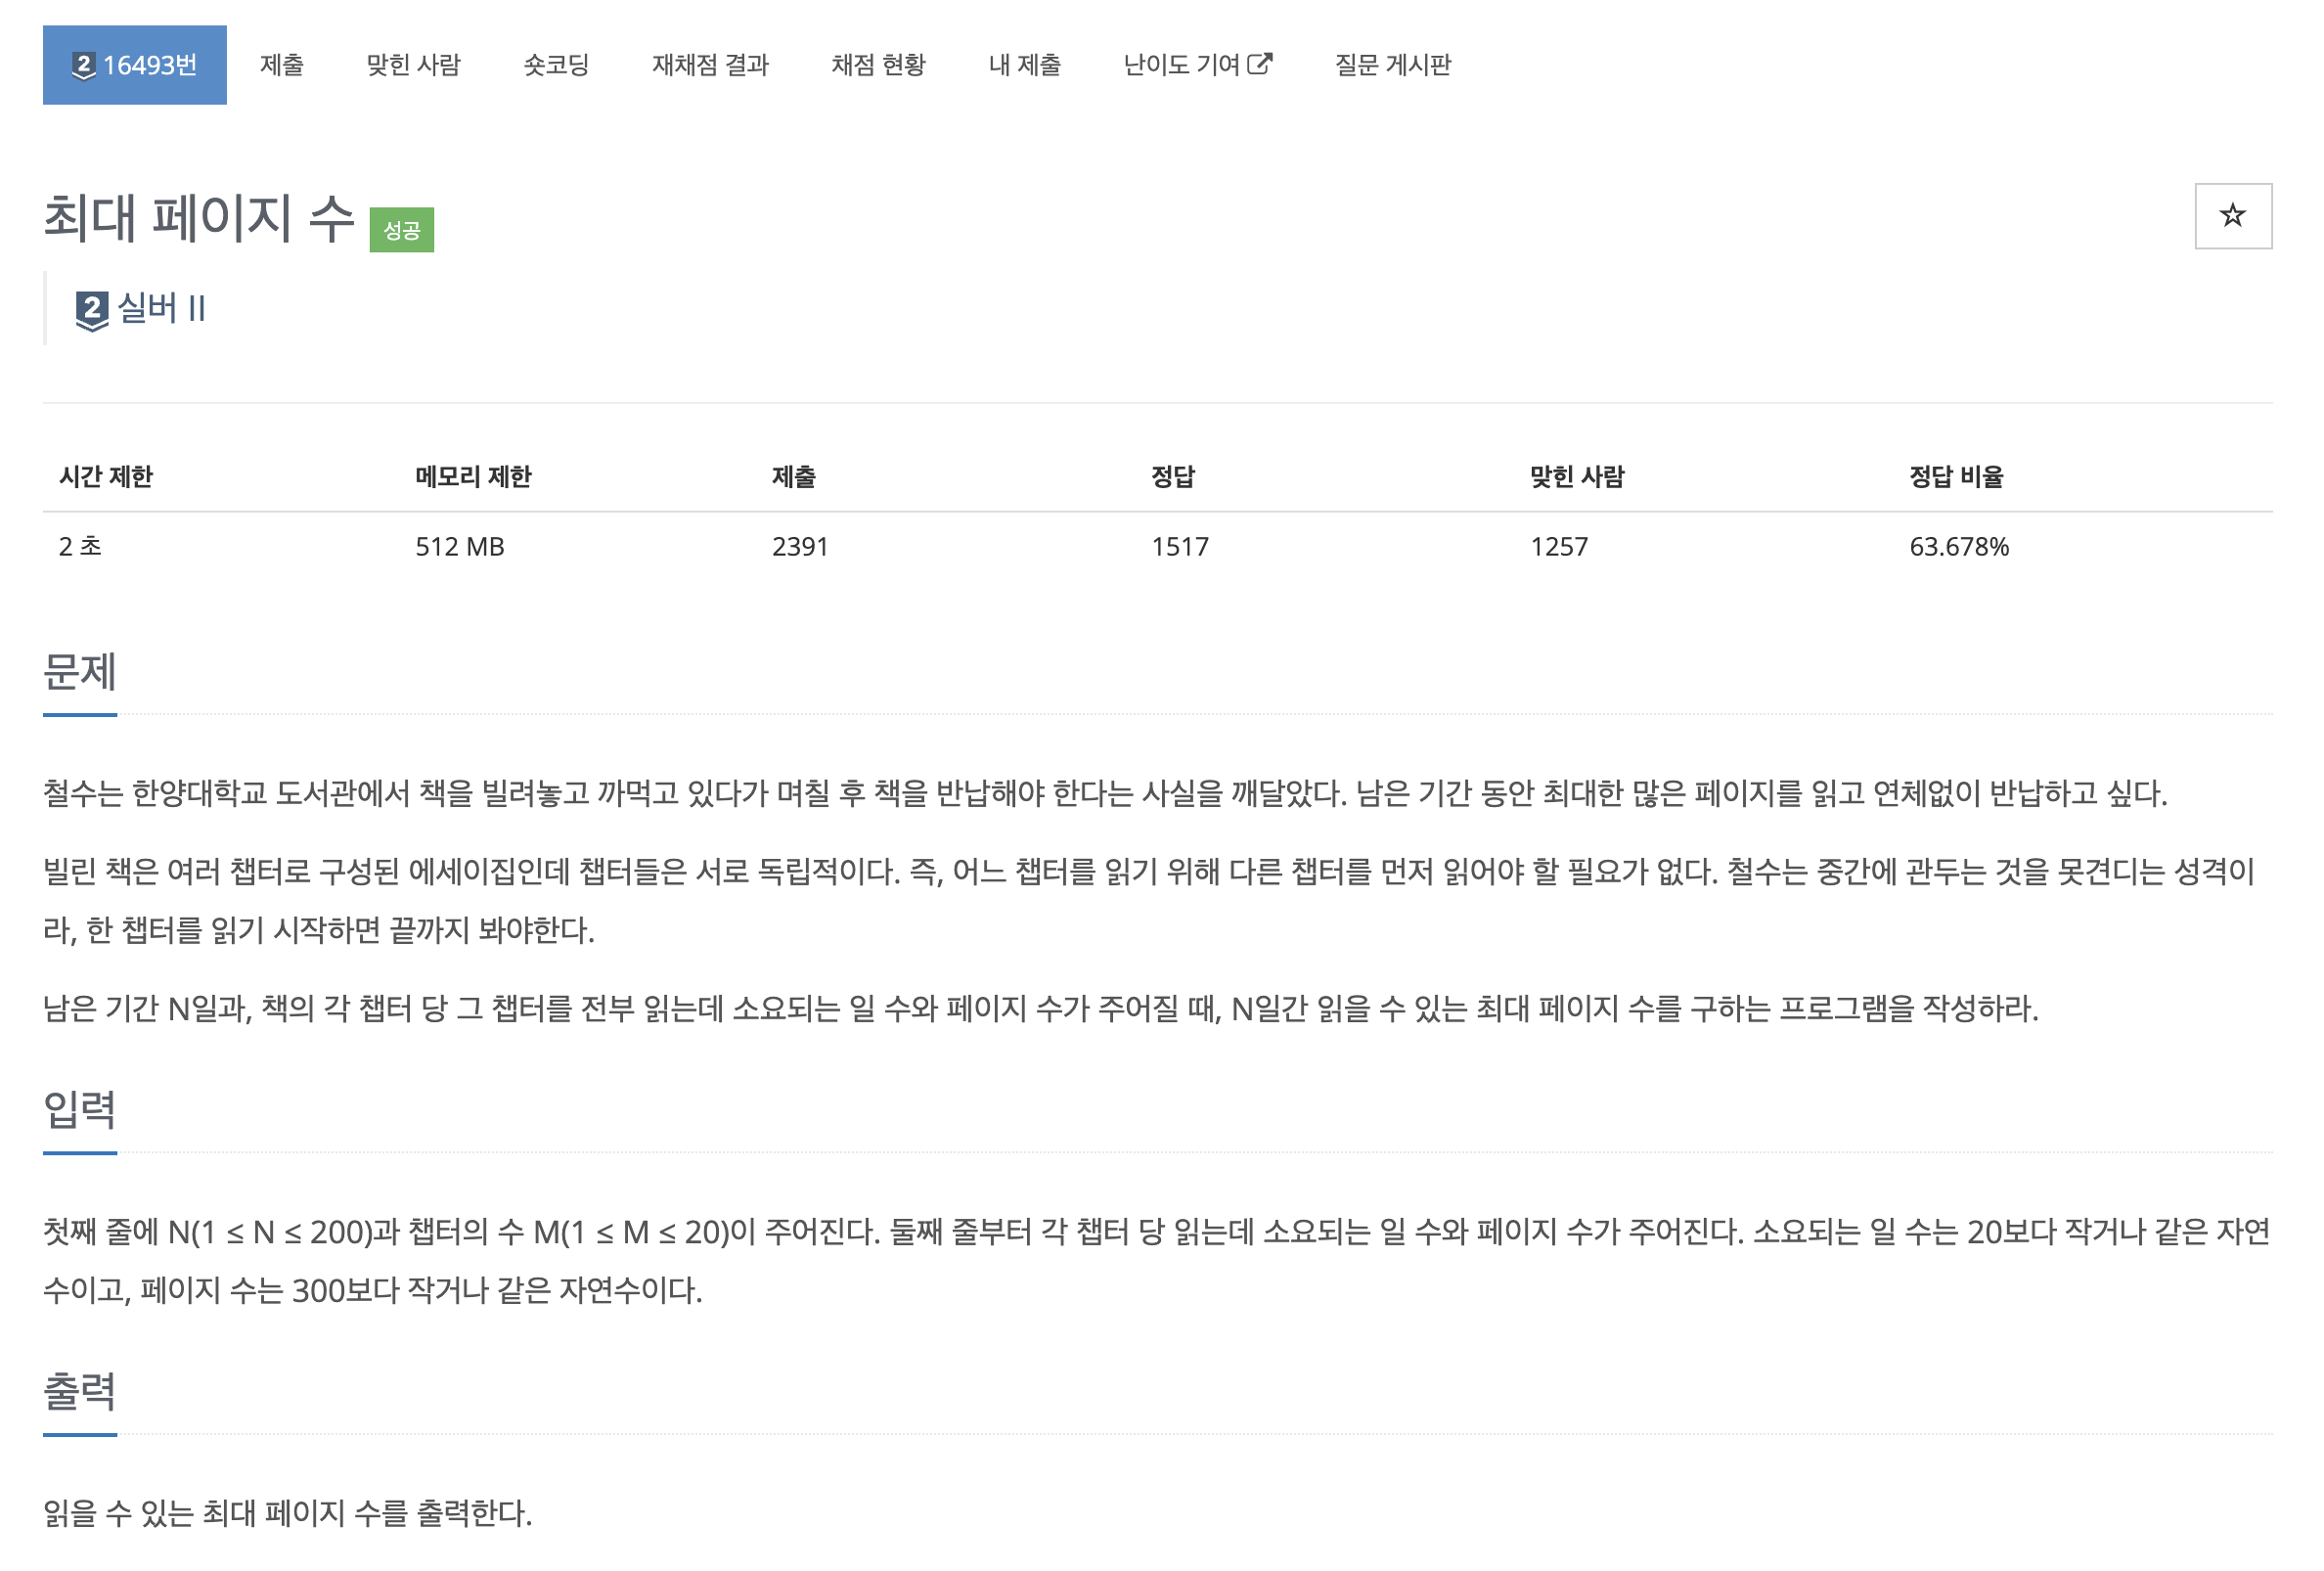 2 16493번 제출 맞힌 사람 숏코딩 재채점 결과 채점 현황 내 제출 난이도 기여 질문 게시판
최대 페이지 수 성공
2 실버 II
시간 제한 메모리 제한 제출 정답 맞힌 사람 정답 비율
2 초 512 MB 2391 1517 1257 63.678%
문제
철수는 한양대학교 도서관에서 책을 빌려놓고 까먹고 있다가 며칠 후 책을 반납해야 한다는 사실을 깨달았다. 남은 기간 동안 최대한 많은 페이지를 읽고 연체없이 반납하고 싶다.
빌린 책은 여러 챕터로 구성된 에세이집인데 챕터들은 서로 독립적이다. 즉, 어느 챕터를 읽기 위해 다른 챕터를 먼저 읽어야 할 필요가 없다. 철수는 중간에 관두는 것을 못견디는 성격이
라, 한 챕터를 읽기 시작하면 끝까지 봐야한다.
남은 기간 N일과, 책의 각 챕터 당 그 챕터를 전부 읽는데 소요되는 일 수와 페이지 수가 주어질 때, N일간 읽을 수 있는 최대 페이지 수를 구하는 프로그램을 작성하라.
입력
첫째 줄에 N(1 ≤ N ≤ 200)과 챕터의 수 M(1 ≤ M ≤ 20)이 주어진다. 둘째 줄부터 각 챕터 당 읽는데 소요되는 일 수와 페이지 수가 주어진다. 소요되는 일 수는 20보다 작거나 같은 자연
수이고, 페이지 수는 300보다 작거나 같은 자연수이다.
출력
읽을 수 있는 최대 페이지 수를 출력한다.